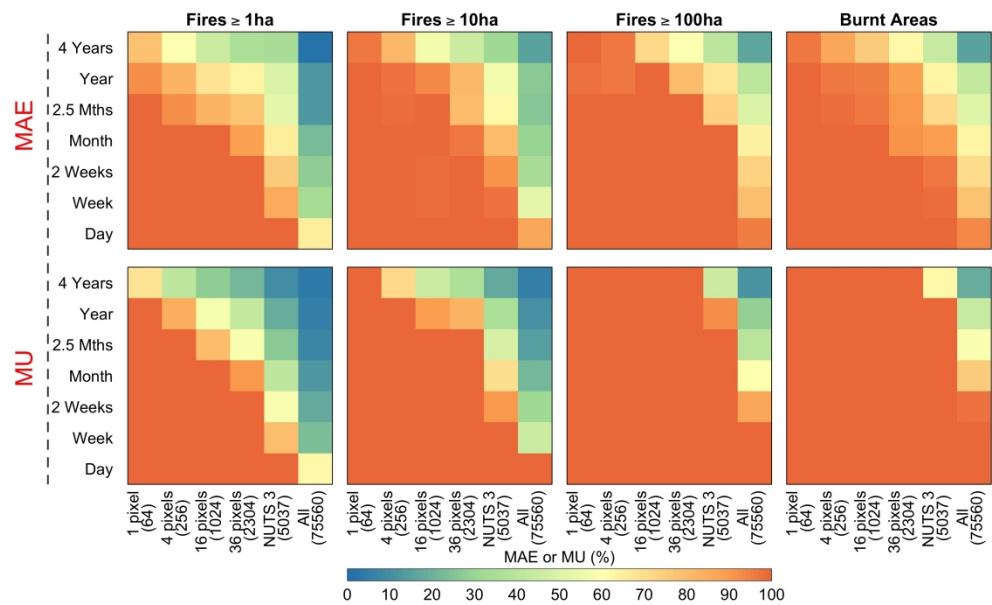 Fires ≥ 1ha
Fires ≥ 10ha
Fires ≥ 100ha
Burnt Areas
MAE
4 Years
Year
2.5 Mths
Month
2 Weeks
Week
Day
MU
4 Years
Year
2.5 Mths
Month
2 Weeks
Week
Day
1 pixel
(64)
4 pixels
(256)
16 pixels
(1024)
36 pixels
(2304)
NUTS 3
(5037)
All
(75560)
1 pixel
(64)
4 pixels
(256)
16 pixels
(1024)
36 pixels
(2304)
NUTS 3
(5037)
All
(75560)
1 pixel
(64)
4 pixels
(256)
16 pixels
(1024)
36 pixels
(2304)
NUTS 3
(5037)
All
(75560)
1 pixel
(64)
4 pixels
(256)
16 pixels
(1024)
36 pixels
(2304)
NUTS 3
(5037)
All
(75560)
MAE or MU (%)
0 10 20 30 40 50 60 70 80 90 100